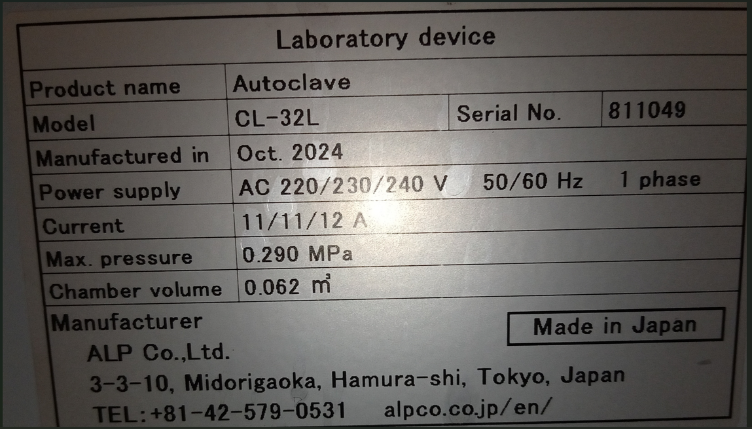 Laboratory device
Product name Autoclave
Model CL-32L Serial No. 811049
Manufactured in Oct. 2024
Power supply AC 220/230/240 V 50/60 Hz 1 phase
Current 11/11/12 A
Max. pressure 0.290 MPa
Chamber volume 0.062 m³
Manufacturer
Made in Japan
ALP Co.,Ltd.
3-3-10, Midorigaoka, Hamura-shi, Tokyo, Japan
TEL:+81-42-579-0531 alpco.co.jp/en/